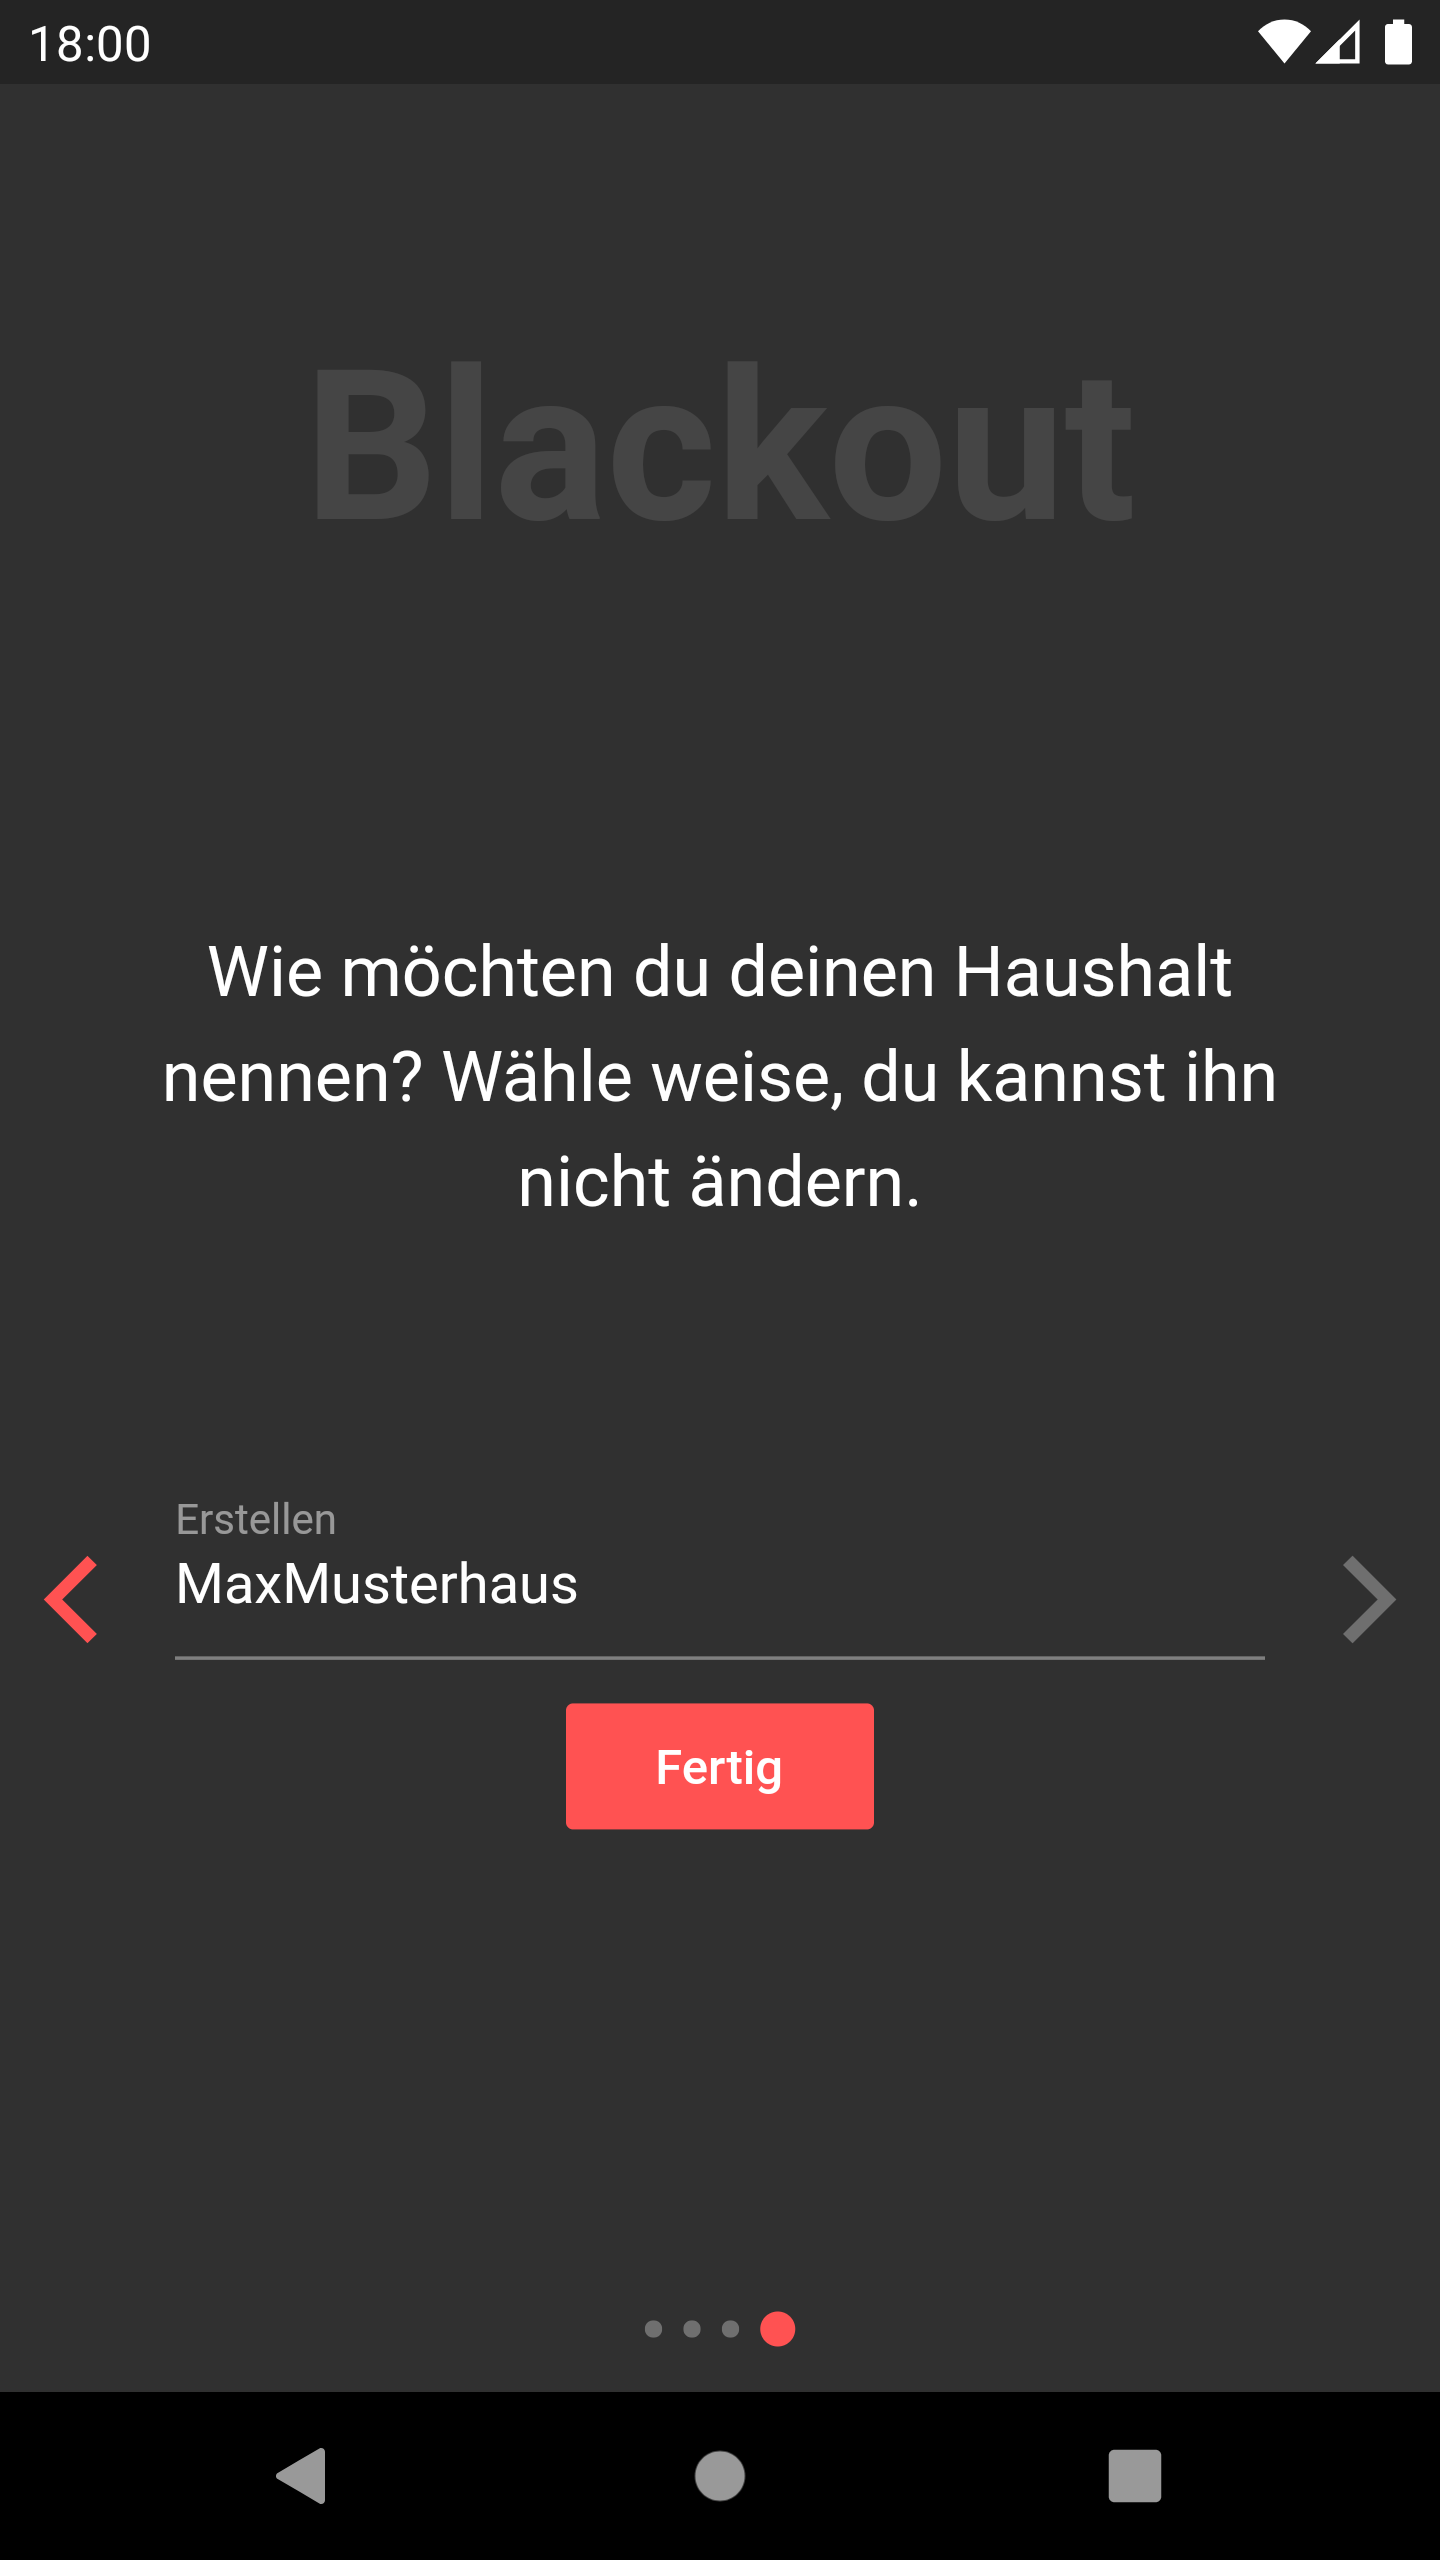 18:00
Blackout
Wie möchten du deinen Haushalt
nennen? Wähle weise, du kannst ihn
nicht ändern.
Erstellen
MaxMusterhaus
Fertig